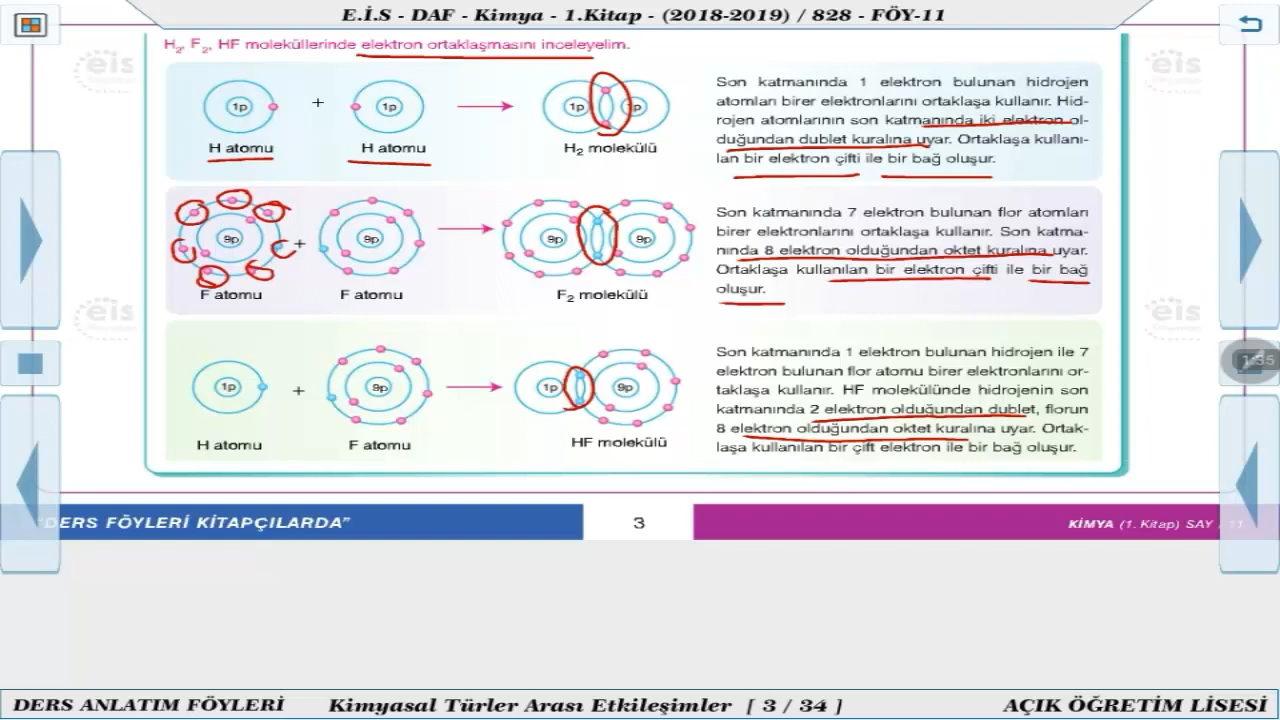 E.İ.S - DAF - Kimya - 1.Kitap - (2018-2019) / 828 - FÖY-11
H2, F2, HF moleküllerinde elektron ortaklaşmasını inceleyelim.
eis
eis
1p
+
1p
1p
1p
H atomu
H atomu
H2 molekülü
Son katmanında 1 elektron bulunan hidrojen
atomları birer elektronlarını ortaklaşa kullanır. Hid-
rojen atomlarının son katmanında iki elektron ol-
duğundan dublet kuralına uyar. Ortaklaşa kullanı-
lan bir elektron çifti ile bir bağ oluşur.
9p
+
9p
9p
9p
F atomu
F atomu
F2 molekülü
Son katmanında 7 elektron bulunan flor atomları
birer elektronlarını ortaklaşa kullanır. Son katma-
nında 8 elektron olduğundan oktet kuralına uyar.
Ortaklaşa kullanılan bir elektron çifti ile bir bağ
oluşur.
eis
eis
1p
+
9p
1p
9p
H atomu
F atomu
HF molekülü
Son katmanında 1 elektron bulunan hidrojen ile 7
elektron bulunan flor atomu birer elektronlarını or-
taklaşa kullanır. HF molekülünde hidrojenin son
katmanında 2 elektron olduğundan dublet, florun
8 elektron olduğundan oktet kuralına uyar. Ortak-
laşa kullanılan bir çift elektron ile bir bağ oluşur.
1:35
"DERS FÖYLERİ KİTAPÇILARDA"
3
KİMYA (1. Kitap) SAY
DERS ANLATIM FÖYLERİ
Kimyasal Türler Arası Etkileşimler [ 3 / 34 ]
AÇIK ÖĞRETİM LİSESİ